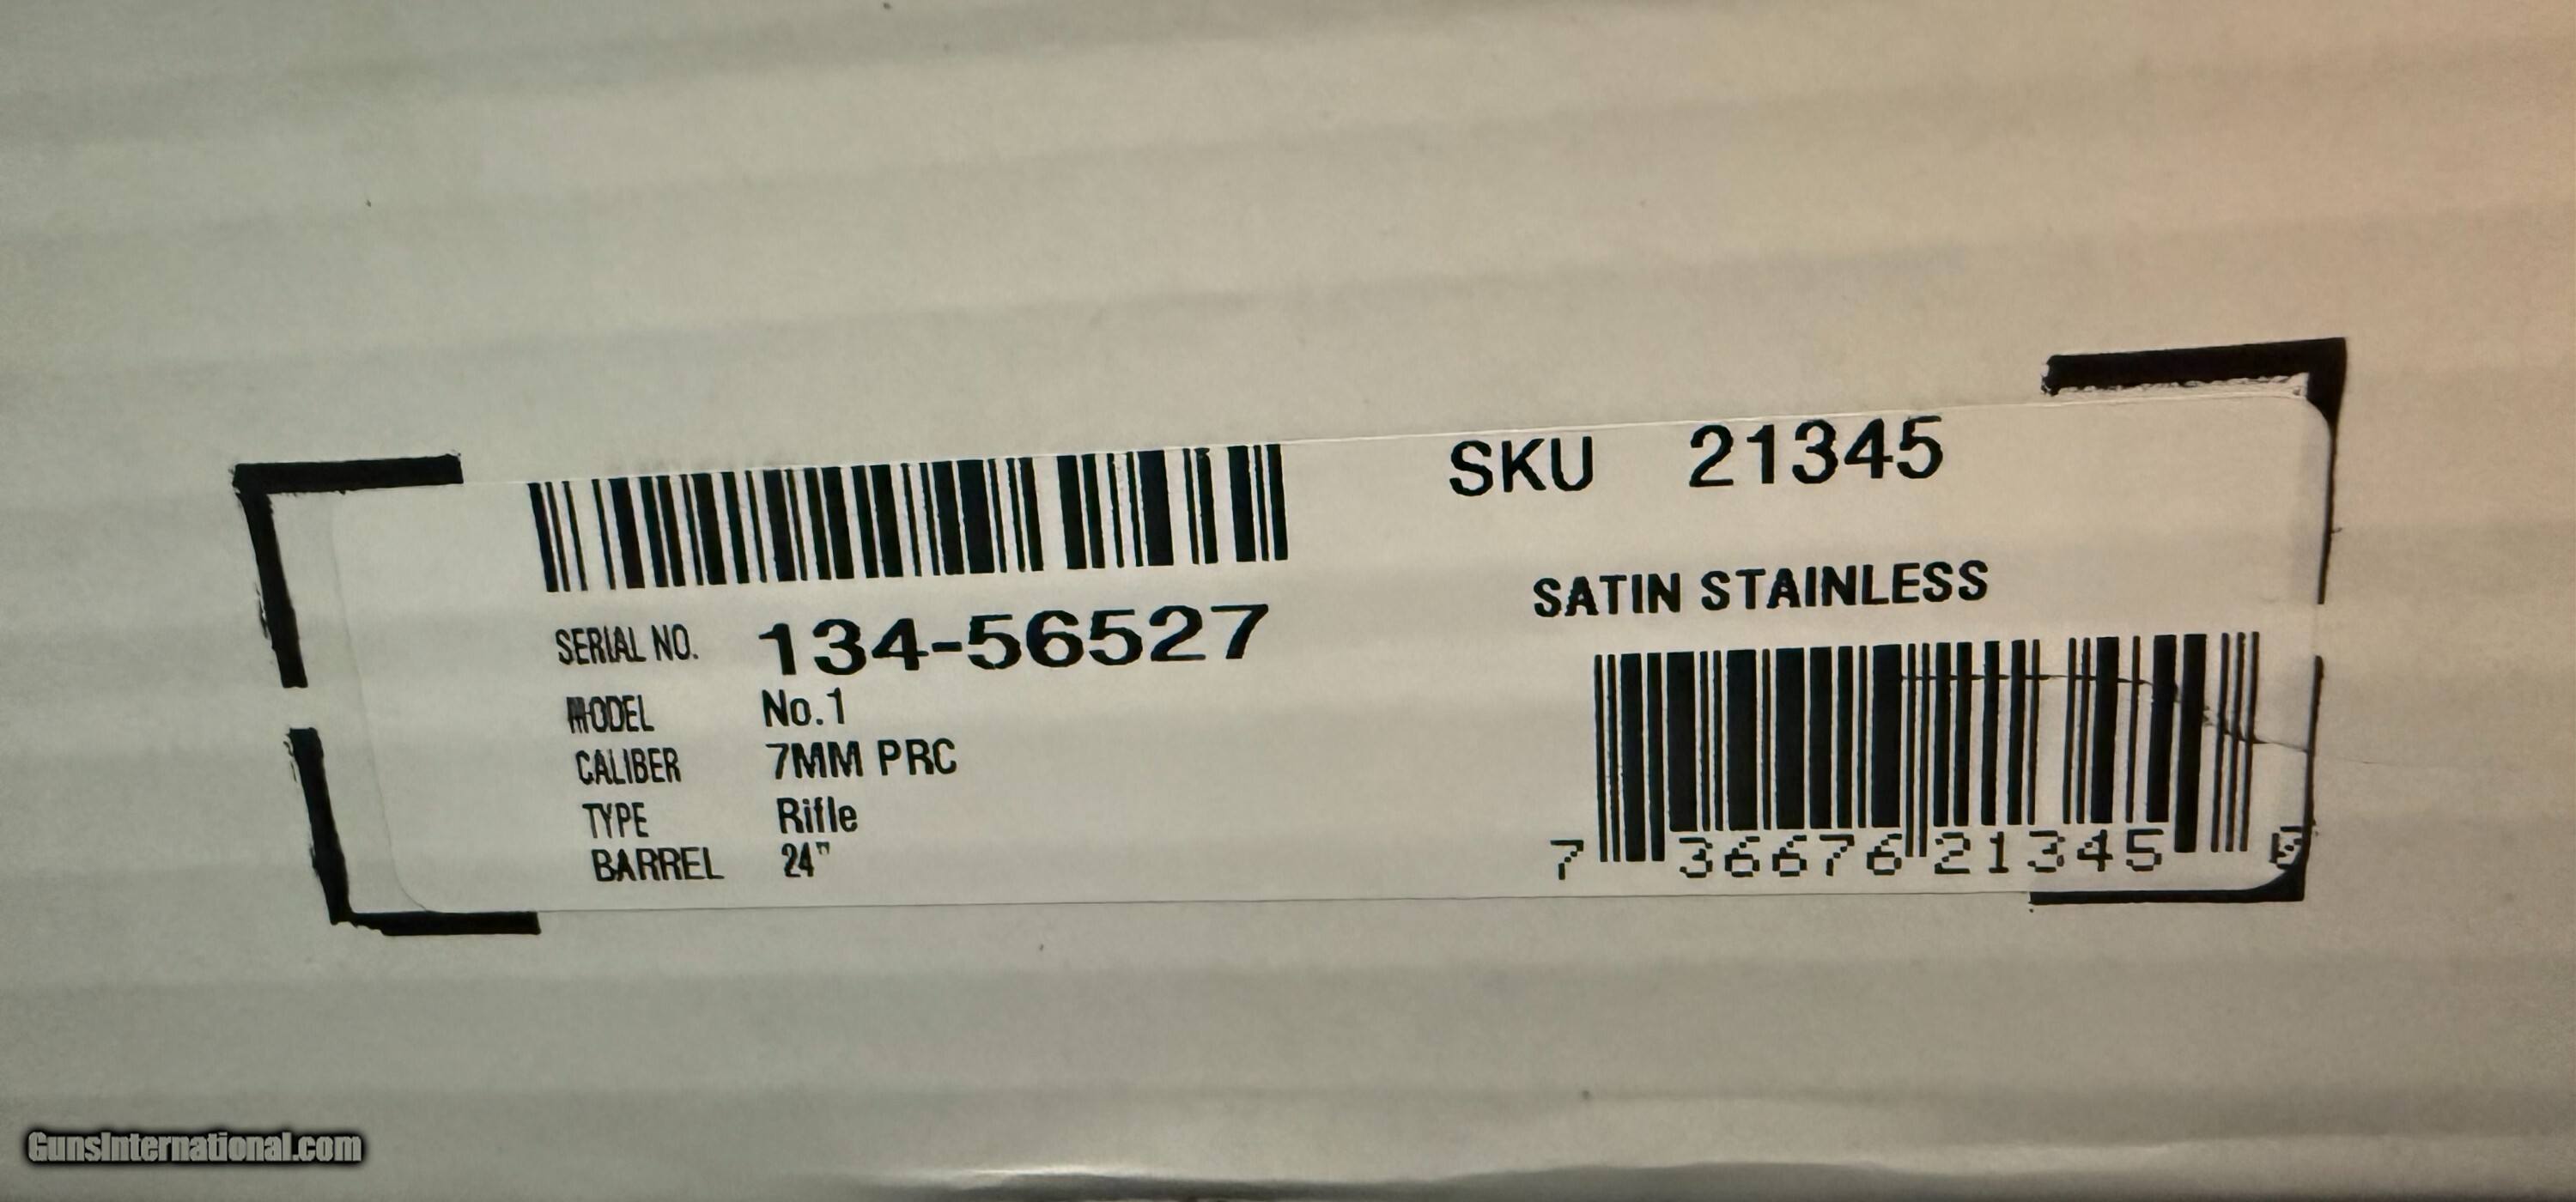 SKU 21345
SATIN STAINLESS
SERIAL NO. 134-56527
MODEL No.1
CALIBER 7MM PRC
TYPE Rifle
BARREL 24"
7 36676 21345
GunsInternational.com